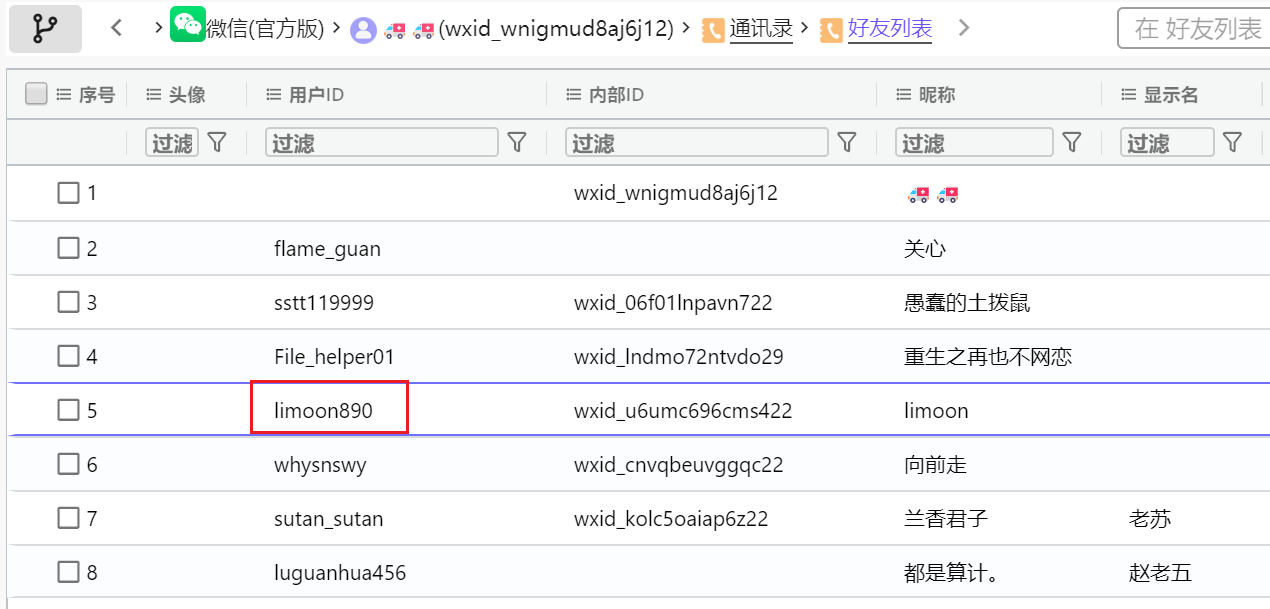 微信(官方版) (wxid_wnigmud8aj6j12) 通讯录 好友列表 在 好友列表
序号 头像 用户ID 内部ID 昵称 显示名
过滤 过滤 过滤 过滤 过滤
1 wxid_wnigmud8aj6j12
2 flame_guan 关心
3 sstt119999 wxid_06f01lnpavn722 愚蠢的土拨鼠
4 File_helper01 wxid_lndmo72ntvdo29 重生之再也不网恋
5 limoon890 wxid_u6umc696cms422 limoon
6 whysnswy wxid_cnvqbeuvggqc22 向前走
7 sutan_sutan wxid_kolc5oaiap6z22 兰香君子 老苏
8 luguanhua456 都是算计。 赵老五